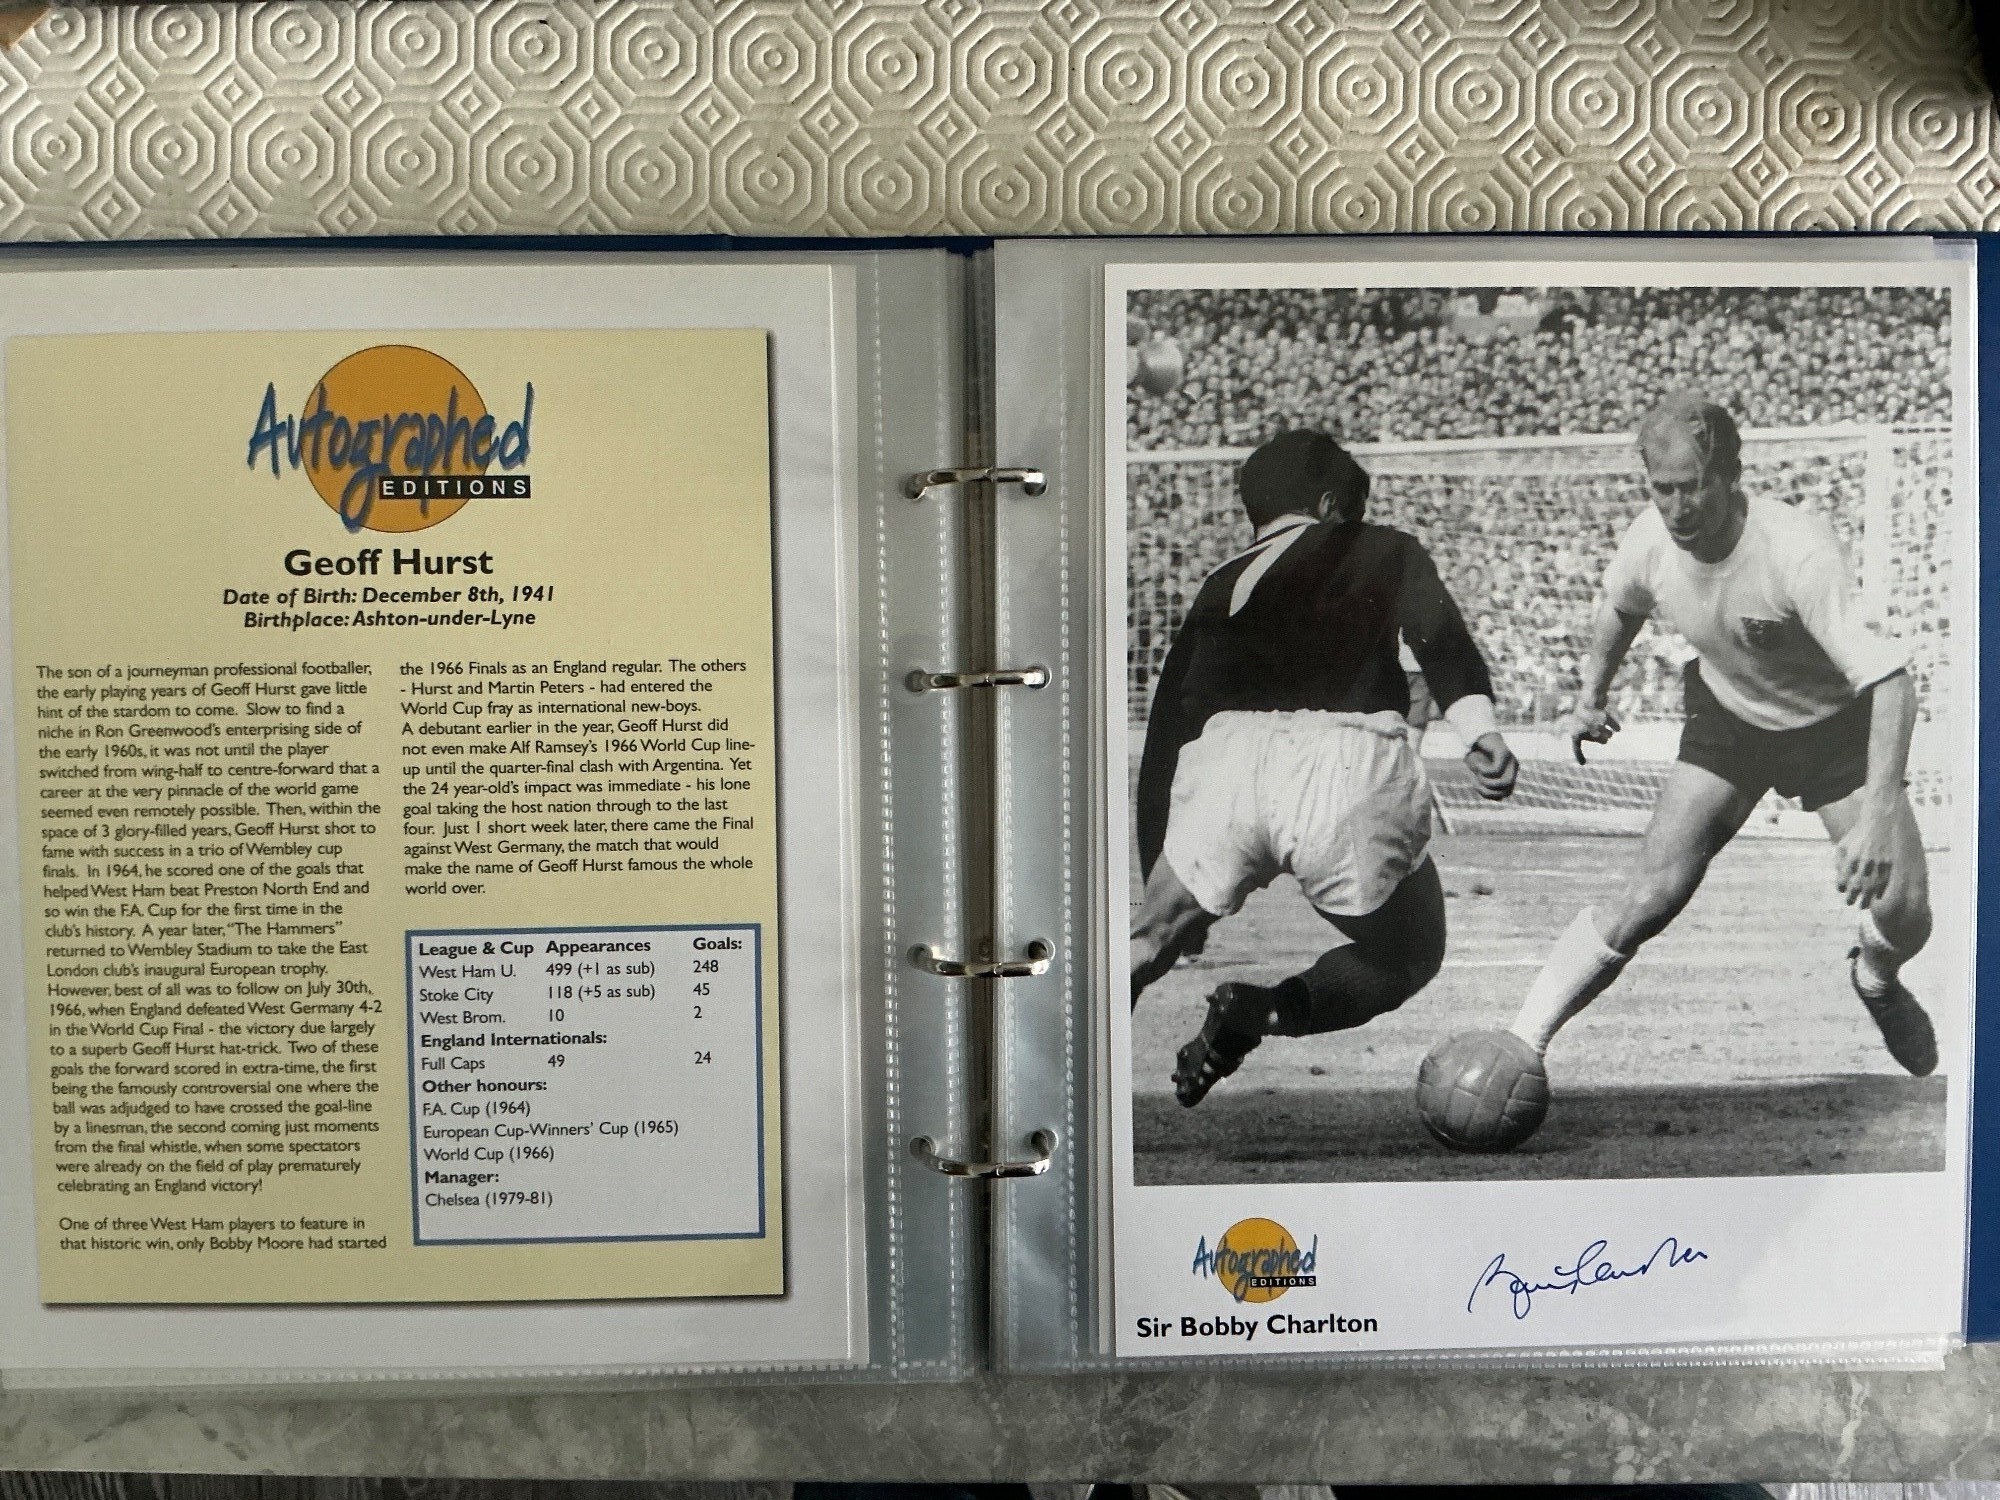 Autographed
EDITIONS
Geoff Hurst
Date of Birth: December 8th, 1941
Birthplace: Ashton-under-Lyne
The son of a journeyman professional footballer,
the early playing years of Geoff Hurst gave little
hint of the stardom to come. Slow to find a
niche in Ron Greenwood's enterprising side of
the early 1960s, it was not until the player
switched from wing-half to centre-forward that a
career at the very pinnacle of the world game
seemed even remotely possible. Then, within the
space of 3 glory-filled years, Geoff Hurst shot to
fame with success in a trio of Wembley cup
finals. In 1964, he scored one of the goals that
helped West Ham beat Preston North End and
so win the F.A. Cup for the first time in the
club's history. A year later, "The Hammers"
returned to Wembley Stadium to take the East
London club's inaugural European trophy.
However, best of all was to follow on July 30th,
1966, when England defeated West Germany 4-2
in the World Cup Final - the victory due largely
to a superb Geoff Hurst hat-trick. Two of these
goals the forward scored in extra-time, the first
being the famously controversial one where the
ball was adjudged to have crossed the goal-line
by a linesman, the second coming just moments
from the final whistle, when some spectators
were already on the field of play prematurely
celebrating an England victory!
One of three West Ham players to feature in
that historic win, only Bobby Moore had started
the 1966 Finals as an England regular. The others
- Hurst and Martin Peters - had entered the
World Cup fray as international new-boys.
A debutant earlier in the year, Geoff Hurst did
not even make Alf Ramsey's 1966 World Cup line-
up until the quarter-final clash with Argentina. Yet
the 24 year-old's impact was immediate - his lone
goal taking the host nation through to the last
four. Just 1 short week later, there came the Final
against West Germany, the match that would
make the name of Geoff Hurst famous the whole
world over.
League & Cup Appearances Goals:
West Ham U. 499 (+1 as sub) 248
Stoke City 118 (+5 as sub) 45
West Brom. 10 2
England Internationals:
Full Caps 49 24
Other honours:
F.A. Cup (1964)
European Cup-Winners' Cup (1965)
World Cup (1966)
Manager:
Chelsea (1979-81)
7
Autographed
EDITIONS
Sir Bobby Charlton